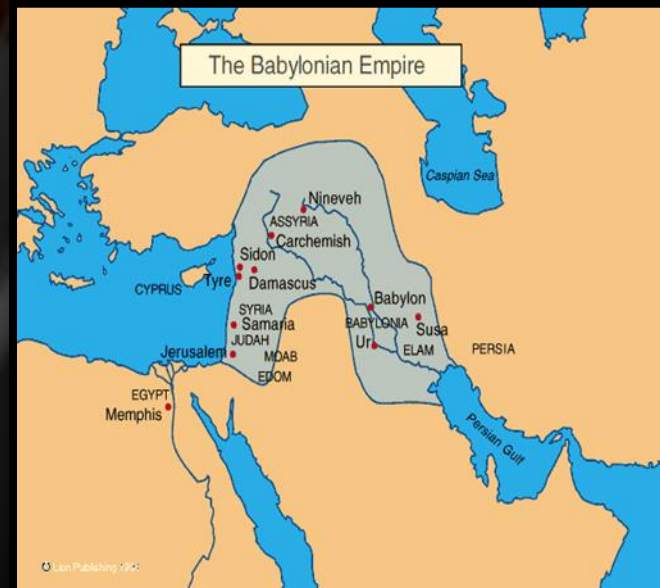 The Babylonian Empire
Caspian Sea
Nineveh
ASSYRIA
Carchemish
Sidon
Tyre
Damascus
CYPRUS
SYRIA
Samaria
JUDAH
Jerusalem
MOAB
EDOM
Babylon
BABYLONIA
Susa
Ur
ELAM
PERSIA
EGYPT
Memphis
Persian Gulf
Lion Publishing